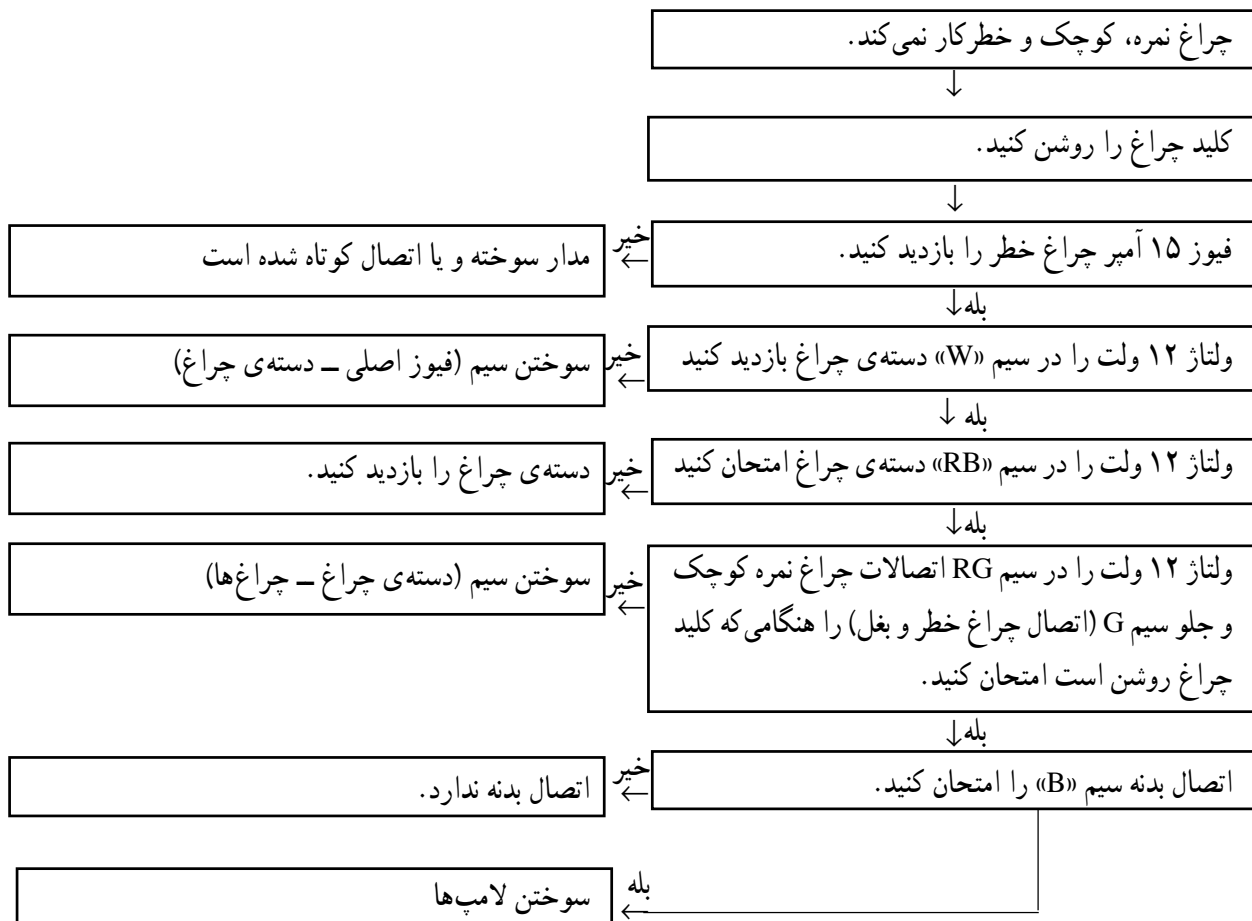 چراغ نمره، کوچک و خطرکار نمی‌کند.
↓
کلید چراغ را روشن کنید.
↓
فیوز ۱۵ آمپر چراغ خطر را بازدید کنید.
خیر
←
مدار سوخته و یا اتصال کوتاه شده است
بله↓
ولتاژ ۱۲ ولت را در سیم «W» دسته‌ی چراغ بازدید کنید
خیر
←
سوختن سیم (فیوز اصلی ــ دسته‌ی چراغ)
بله ↓
ولتاژ ۱۲ ولت را در سیم «RB» دسته‌ی چراغ امتحان کنید
خیر
←
دسته‌ی چراغ را بازدید کنید.
بله↓
ولتاژ ۱۲ ولت را در سیم RG اتصالات چراغ نمره کوچک
و جلو سیم G (اتصال چراغ خطر و بغل) را هنگامی‌که کلید
چراغ روشن است امتحان کنید.
خیر
←
سوختن سیم (دسته‌ی چراغ ــ چراغ‌ها)
بله↓
اتصال بدنه سیم «B» را امتحان کنید.
خیر
←
اتصال بدنه ندارد.
بله
←
سوختن لامپ‌ها